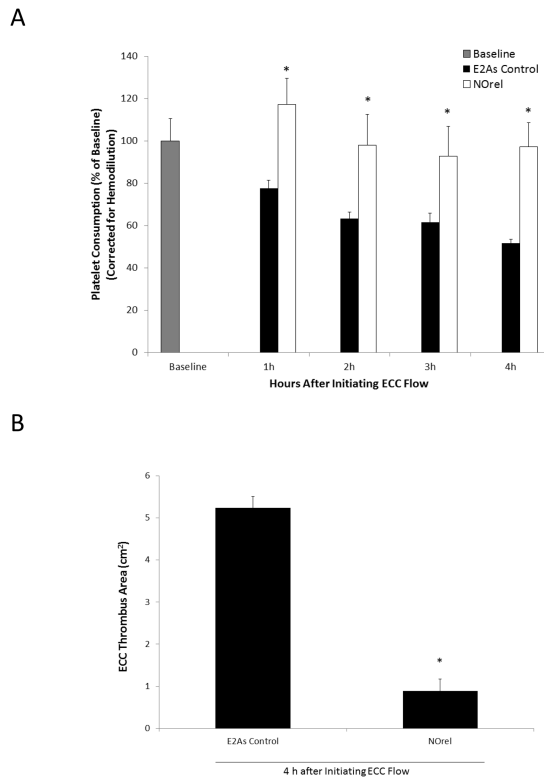 A
Baseline
E2As Control
NOrel
Platelet Consumption (% of Baseline)
(Corrected for Hemodilution)
140
120
100
80
60
40
20
0
*
*
*
*
Baseline
1h
2h
3h
4h
Hours After Initiating ECC Flow
B
ECC Thrombus Area (cm²)
6
5
4
3
2
1
0
*
E2As Control
NOrel
4 h after Initiating ECC Flow